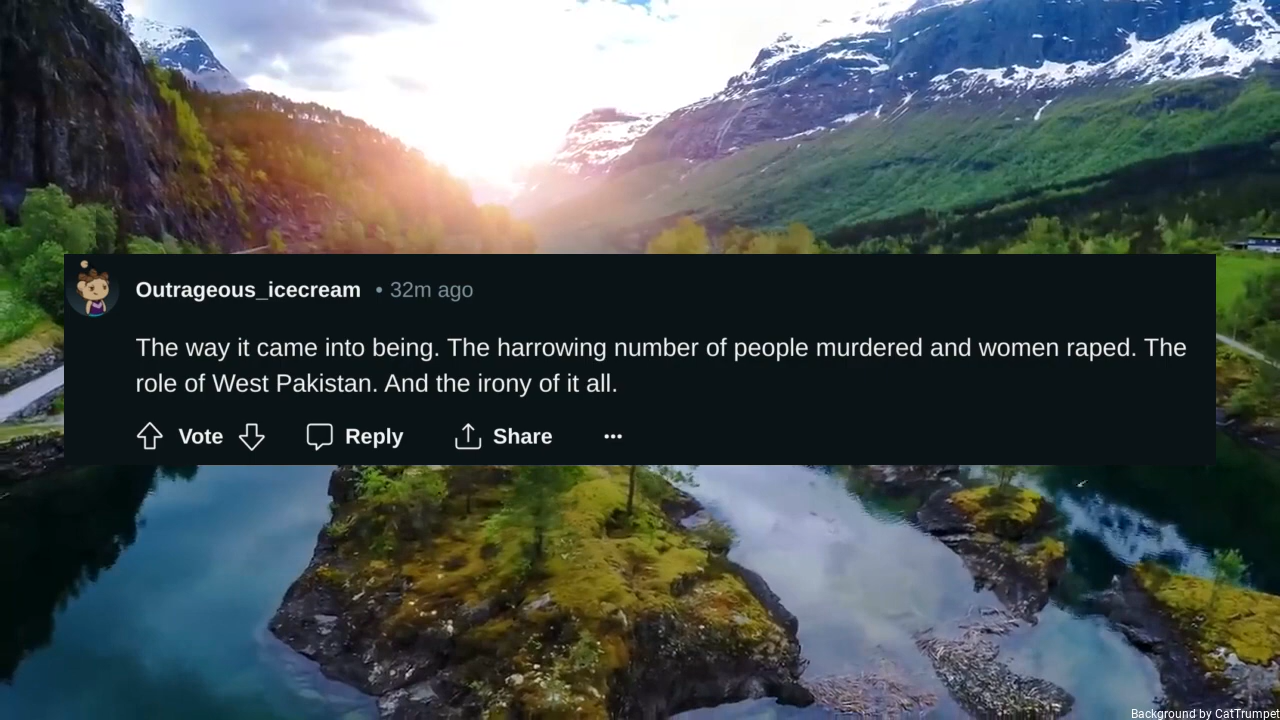 Outrageous_icecream • 32m ago
The way it came into being. The harrowing number of people murdered and women raped. The
role of West Pakistan. And the irony of it all.
Vote Reply Share ...
Background by CatTrumpet